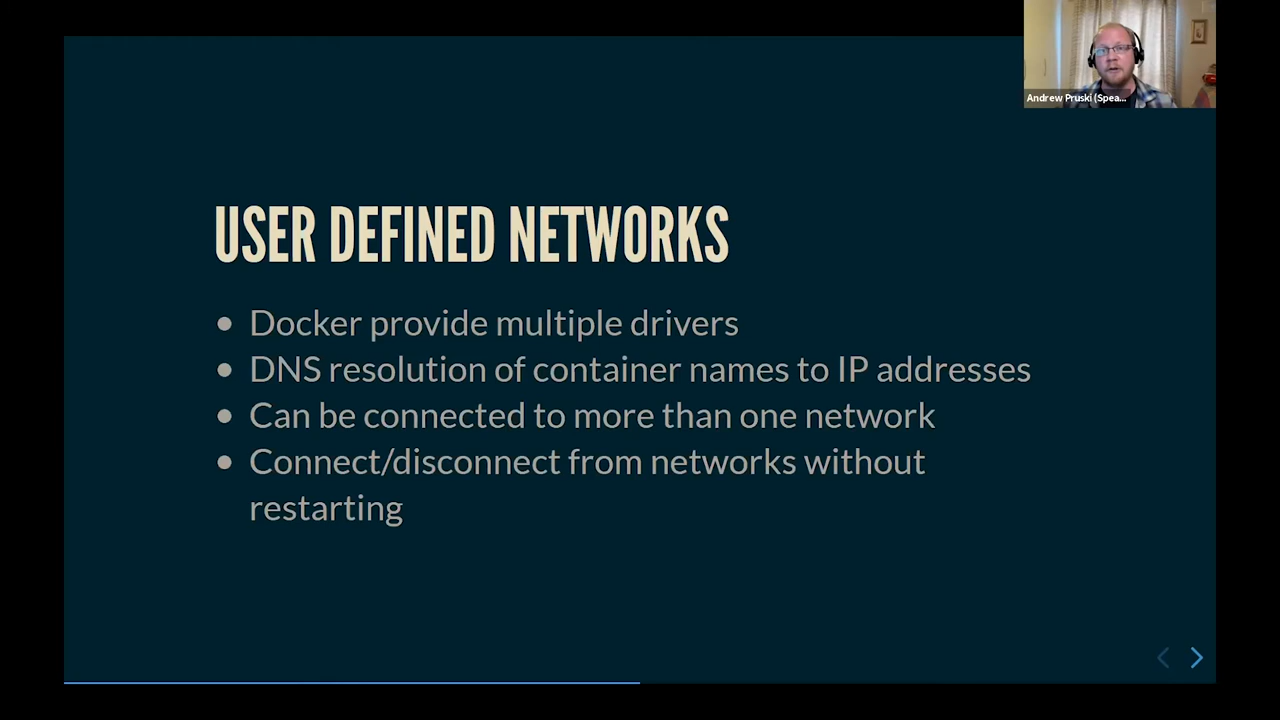 Andrew Pruski (Spea...
USER DEFINED NETWORKS
Docker provide multiple drivers
DNS resolution of container names to IP addresses
Can be connected to more than one network
Connect/disconnect from networks without
restarting